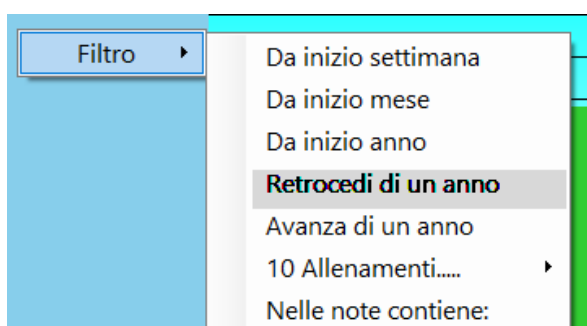 Filtro
Da inizio settimana
Da inizio mese
Da inizio anno
Retrocedi di un anno
Avanza di un anno
10 Allenamenti.....
Nelle note contiene: